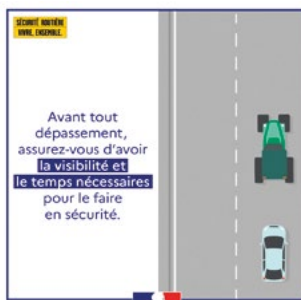 SÉCURITÉ ROUTIÈRE
VIVRE, ENSEMBLE.
Avant tout
dépassement,
assurez-vous d'avoir
la visibilité et
le temps nécessaires
pour le faire
en sécurité.